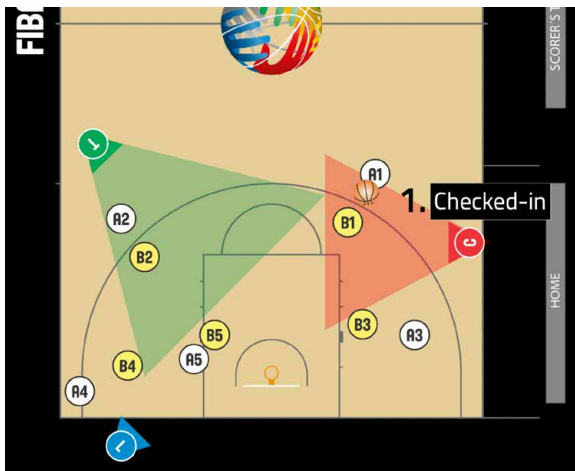 FIBA
SCORER'S T
T
A1
1. Checked-in
A2
B1
C
B2
HOME
B3
B5
A3
A5
B4
A4
L